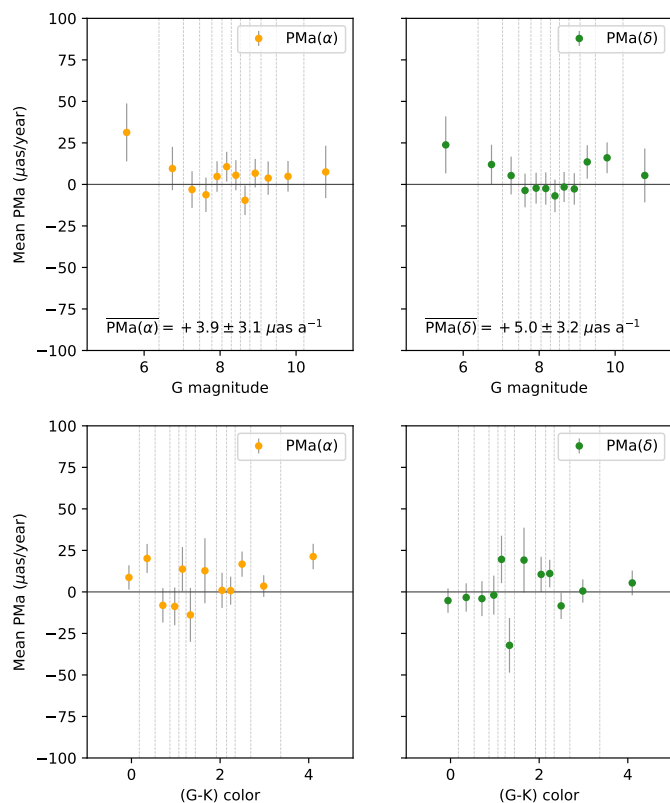 100
75
50
25
0
−25
−50
−75
−100
Mean PMa (μas/year)
PMa(α)
PMa(α) = +3.9 ± 3.1 μas a⁻¹
6 8 10
G magnitude
PMa(δ)
PMa(δ) = +5.0 ± 3.2 μas a⁻¹
6 8 10
G magnitude
100
75
50
25
0
−25
−50
−75
−100
Mean PMa (μas/year)
PMa(α)
0 2 4
(G-K) color
PMa(δ)
0 2 4
(G-K) color